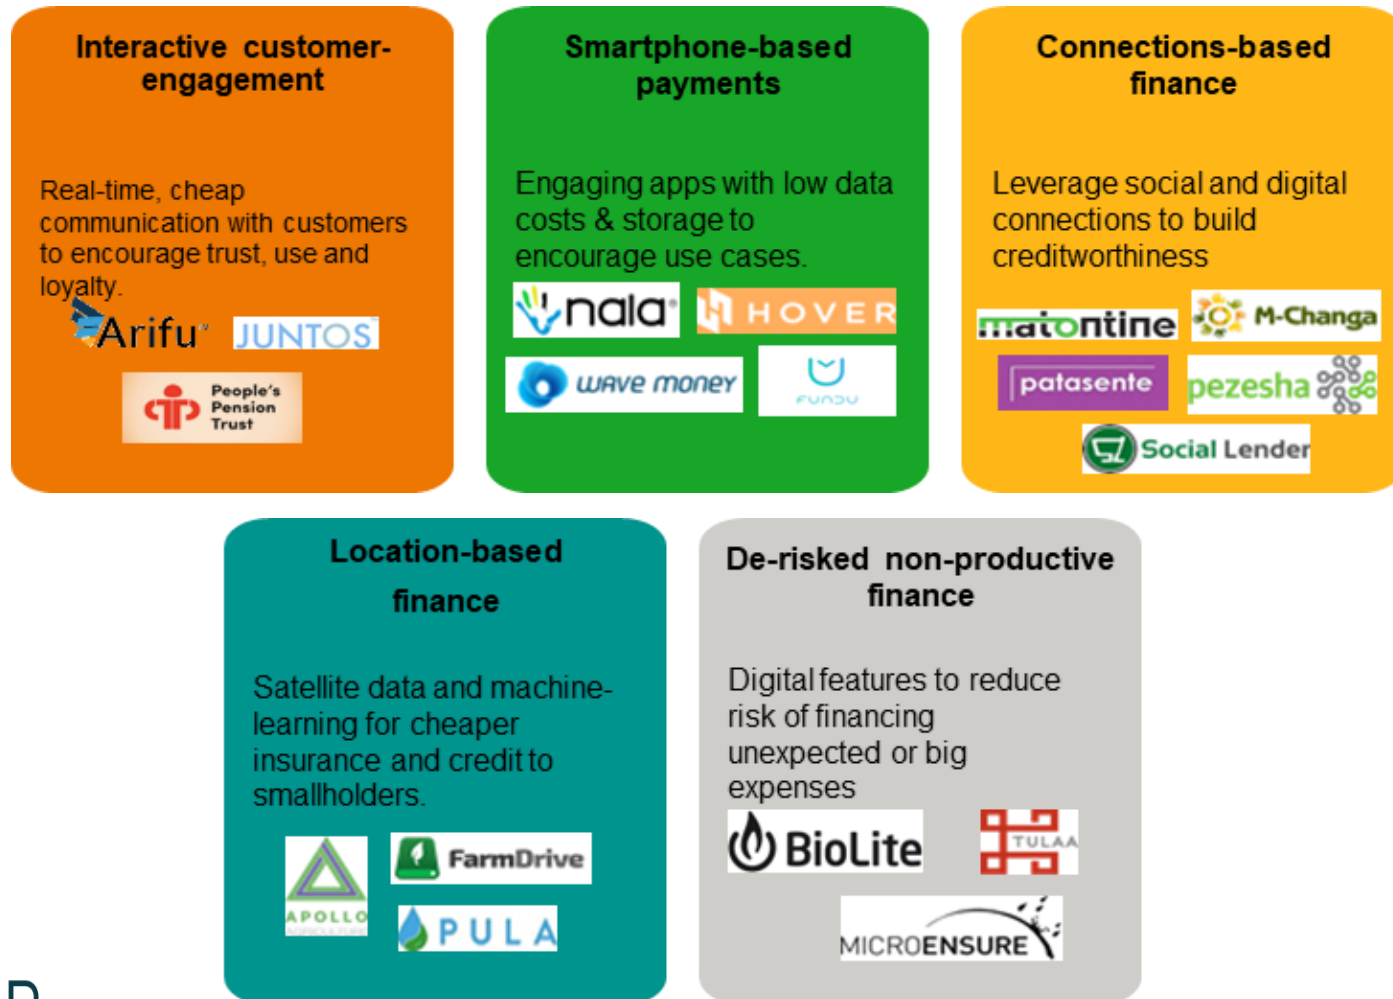 Interactive customer-
engagement
Real-time, cheap
communication with customers
to encourage trust, use and
loyalty.
Arifu
JUNTOS
People's
Pension
Trust
Smartphone-based
payments
Engaging apps with low data
costs & storage to
encourage use cases.
nala
HOVER
wave money
FUNDU
Connections-based
finance
Leverage social and digital
connections to build
creditworthiness
matontine
M-Changa
patasente
pezesha
Social Lender
Location-based
finance
Satellite data and machine-
learning for cheaper
insurance and credit to
smallholders.
APOLLO
AGRICULTURE
FarmDrive
PULA
De-risked non-productive
finance
Digital features to reduce
risk of financing
unexpected or big
expenses
BioLite
TULAA
MICROENSURE